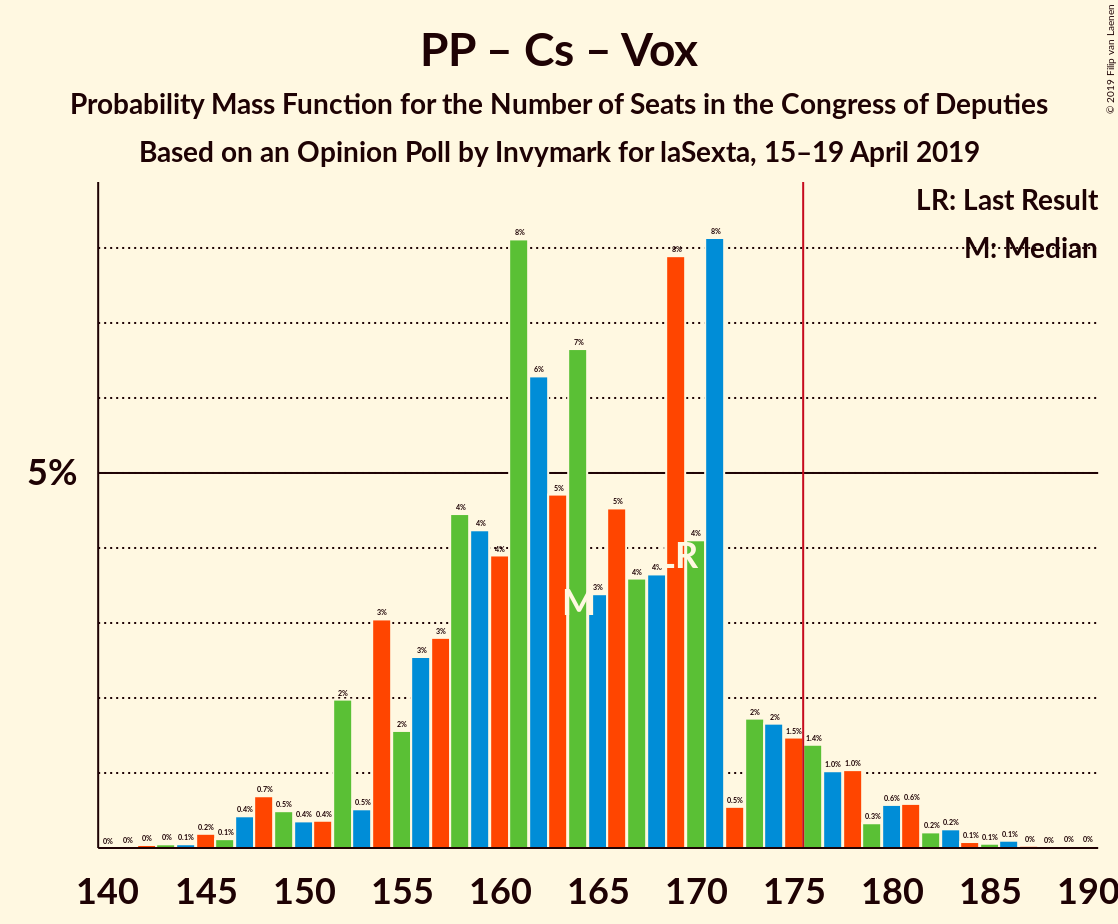 PP – Cs – Vox
Probability Mass Function for the Number of Seats in the Congress of Deputies
Based on an Opinion Poll by Invymark for laSexta, 15–19 April 2019
© 2019 Filip van Laenen
LR: Last Result
M: Median
5%
0% 0% 0% 0% 0.1% 0.2% 0.1% 0.4% 0.7% 0.5% 0.4% 0.4% 2% 0.5% 3% 2% 3% 3% 4% 4% 4% 8% 6% 5% 7% 3% 5% 4% 4% 8% 4% 8% 0.5% 2% 2% 1.5% 1.4% 1.0% 1.0% 0.3% 0.6% 0.6% 0.2% 0.2% 0.1% 0.1% 0.1% 0% 0% 0% 0%
LR
M
140 145 150 155 160 165 170 175 180 185 190